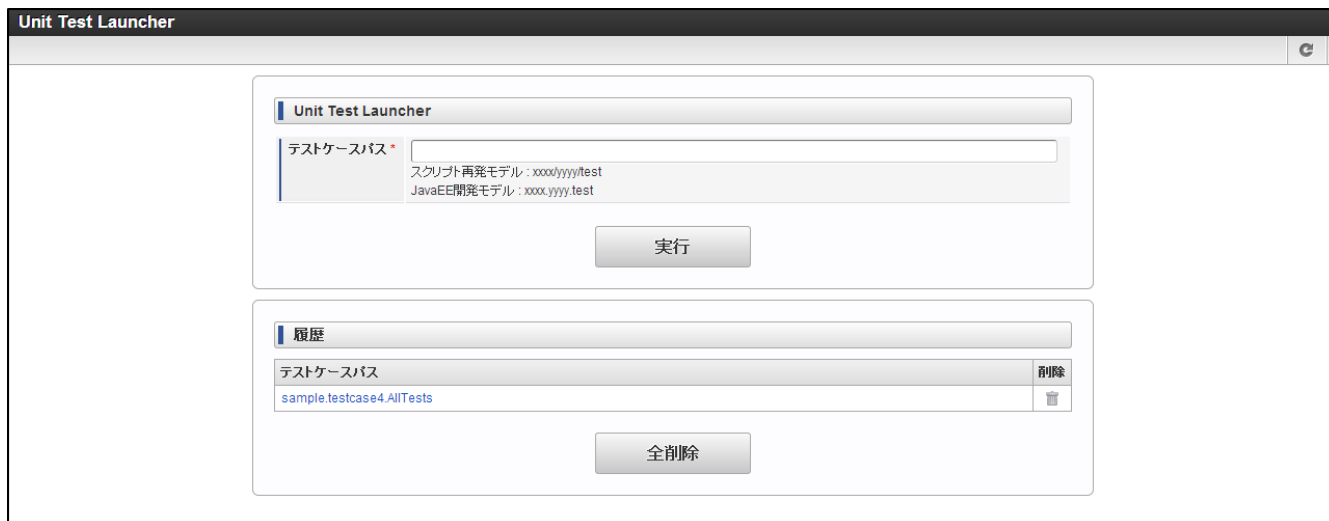 Unit Test Launcher
Unit Test Launcher
テストケースパス *
スクリプト再発モデル : xxxx/yyyy/test
JavaEE開発モデル : xxxx.yyyy.test
実行
履歴
テストケースパス 削除
sample.testcase4.AllTests
全削除